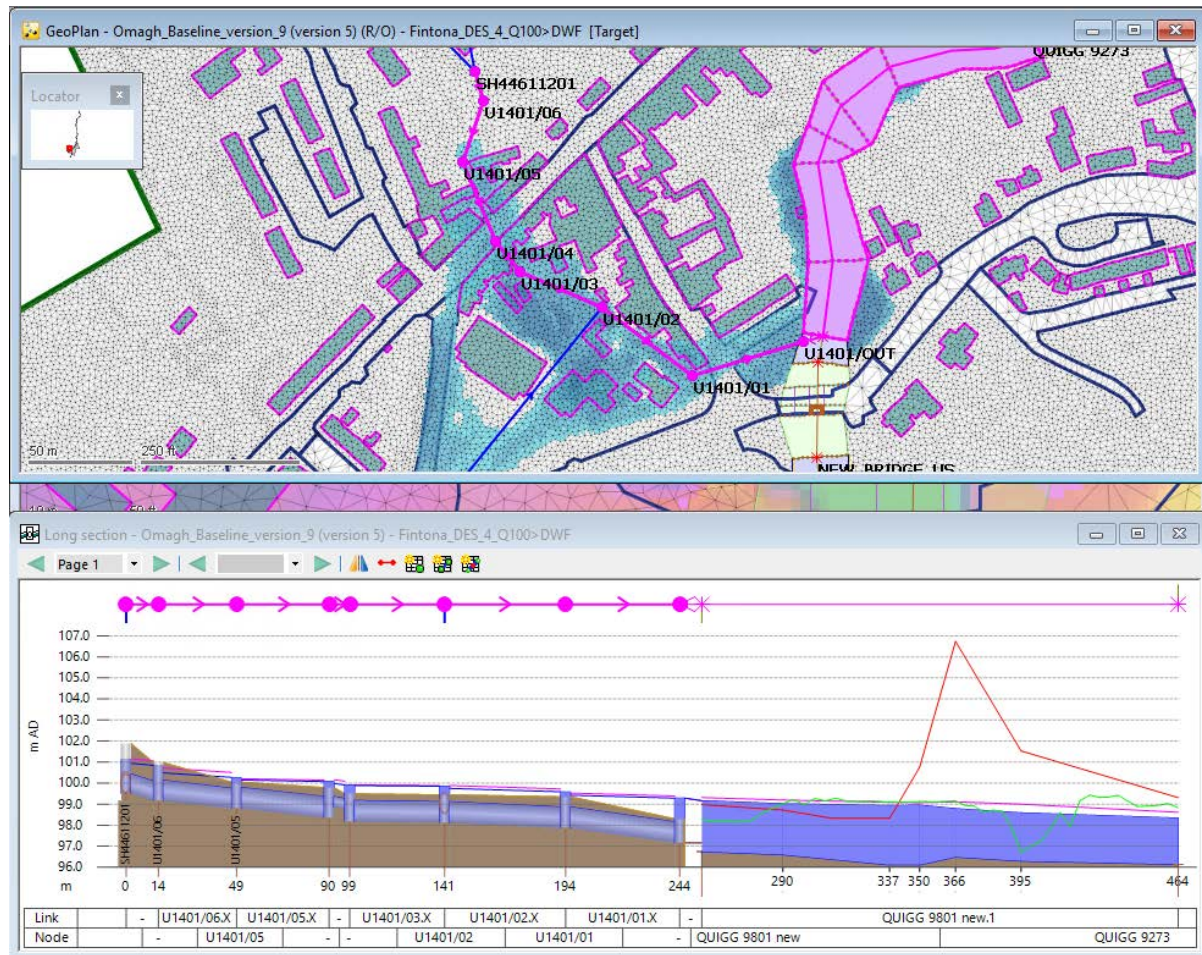 GeoPlan - Omagh_Baseline_version_9 (version 5) (R/O) - Fintona_DES_4_Q100>DWF [Target]
Locator x
QUIGG 9273
SH44611201
U1401/06
U1401/05
U1401/04
U1401/03
U1401/02
U1401/OUT
U1401/01
50 m 250 ft
NEW BRIDGE US
Long section - Omagh_Baseline_version_9 (version 5) - Fintona_DES_4_Q100>DWF
Page 1
107.0
106.0
105.0
104.0
103.0
102.0
101.0
100.0
99.0
98.0
97.0
96.0
m AD
SH44611201
U1401/06
U1401/05
m 0 14 49 90 99 141 194 244 290 337 350 366 395 464
Link - U1401/06.X U1401/05.X - U1401/03.X U1401/02.X U1401/01.X - QUIGG 9801 new.1
Node - U1401/05 - - U1401/02 U1401/01 - QUIGG 9801 new QUIGG 9273